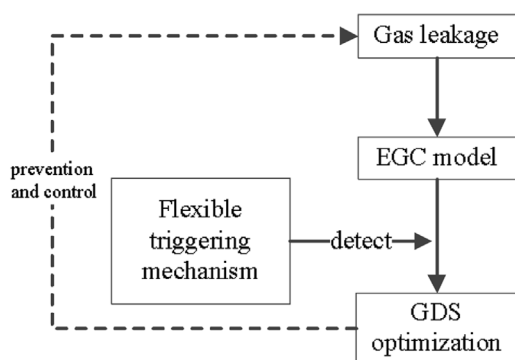 Gas leakage
EGC model
prevention
and control
Flexible
triggering
mechanism
detect
GDS
optimization